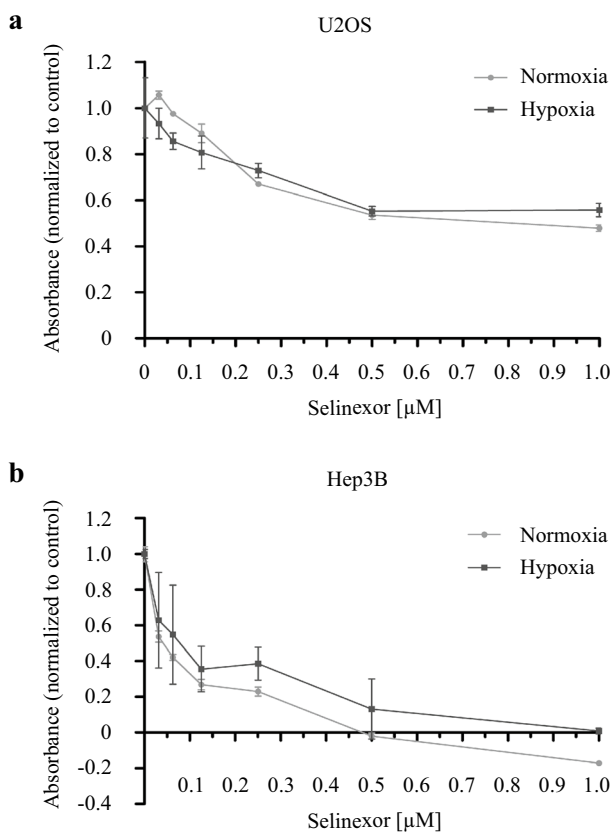 a
U2OS
Absorbance (normalized to control)
1.2
1.0
0.8
0.6
0.4
0.2
0
Normoxia
Hypoxia
0 0.1 0.2 0.3 0.4 0.5 0.6 0.7 0.8 0.9 1.0
Selinexor [µM]
b
Hep3B
Absorbance (normalized to control)
1.2
1.0
0.8
0.6
0.4
0.2
0
-0.2
-0.4
Normoxia
Hypoxia
0.1 0.2 0.3 0.4 0.5 0.6 0.7 0.8 0.9 1.0
Selinexor [µM]